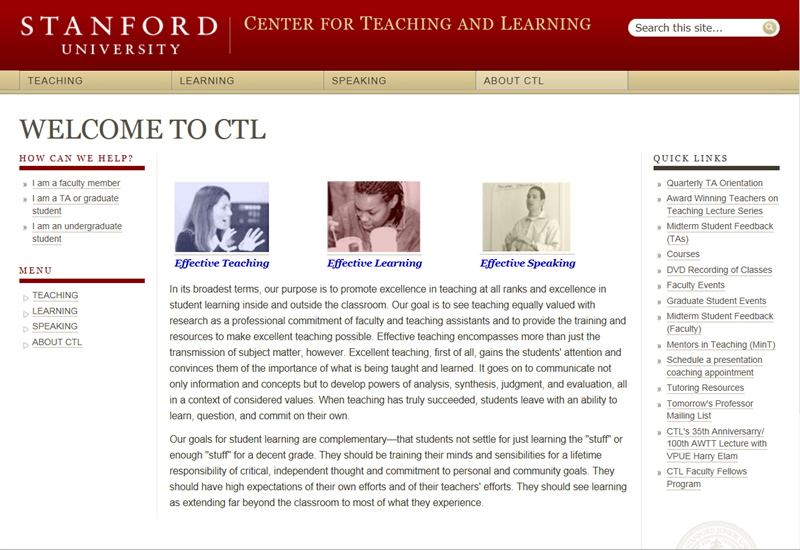 STANFORD
UNIVERSITY
CENTER FOR TEACHING AND LEARNING
Search this site...
TEACHING
LEARNING
SPEAKING
ABOUT CTL
WELCOME TO CTL
HOW CAN WE HELP?
» I am a faculty member
» I am a TA or graduate
student
» I am an undergraduate
student
MENU
TEACHING
LEARNING
SPEAKING
ABOUT CTL
Effective Teaching
Effective Learning
Effective Speaking
In its broadest terms, our purpose is to promote excellence in teaching at all ranks and excellence in
student learning inside and outside the classroom. Our goal is to see teaching equally valued with
research as a professional commitment of faculty and teaching assistants and to provide the training and
resources to make excellent teaching possible. Effective teaching encompasses more than just the
transmission of subject matter, however. Excellent teaching, first of all, gains the students' attention and
convinces them of the importance of what is being taught and learned. It goes on to communicate not
only information and concepts but to develop powers of analysis, synthesis, judgment, and evaluation, all
in a context of considered values. When teaching has truly succeeded, students leave with an ability to
learn, question, and commit on their own.
Our goals for student learning are complementary—that students not settle for just learning the "stuff" or
enough "stuff" for a decent grade. They should be training their minds and sensibilities for a lifetime
responsibility of critical, independent thought and commitment to personal and community goals. They
should have high expectations of their own efforts and of their teachers' efforts. They should see learning
as extending far beyond the classroom to most of what they experience.
QUICK LINKS
» Quarterly TA Orientation
» Award Winning Teachers on
Teaching Lecture Series
» Midterm Student Feedback
(TAs)
» Courses
» DVD Recording of Classes
» Faculty Events
» Graduate Student Events
» Midterm Student Feedback
(Faculty)
» Mentors in Teaching (MinT)
» Schedule a presentation
coaching appointment
» Tutoring Resources
» Tomorrow's Professor
Mailing List
» CTL's 35th Anniversarry/
100th AWTT Lecture with
VPUE Harry Elam
» CTL Faculty Fellows
Program